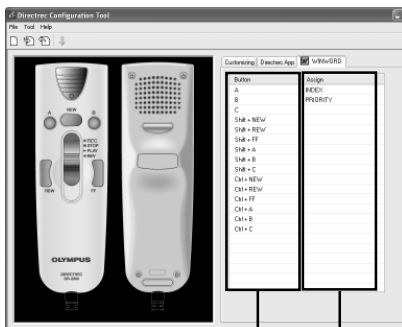 Directrec Configuration Tool
File Tool Help
Customizing Directrec App WINWORD
Button Assign
A INDEX
B PRIORITY
C
Shift + NEW
Shift + REW
Shift + FF
Shift + A
Shift + B
Shift + C
Ctrl + NEW
Ctrl + REW
Ctrl + FF
Ctrl + A
Ctrl + B
Ctrl + C
A NEW B
REC
STOP
PLAY
REV
REW FF
OLYMPUS
DIRECTREC